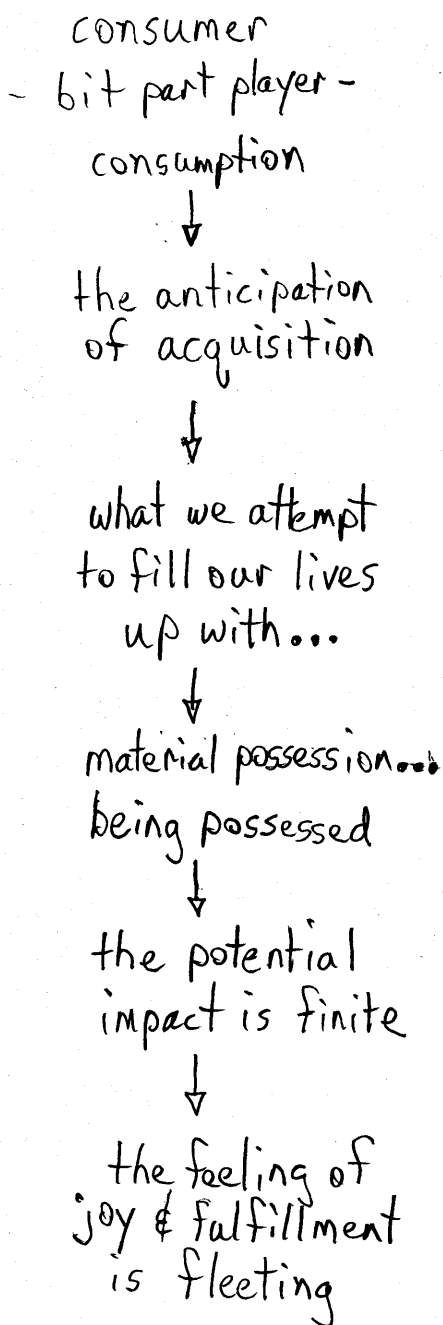 consumer
- bit part player -
consumption
the anticipation
of acquisition
what we attempt
to fill our lives
up with...
material possession...
being possessed
the potential
impact is finite
the feeling of
joy & fulfillment
is fleeting